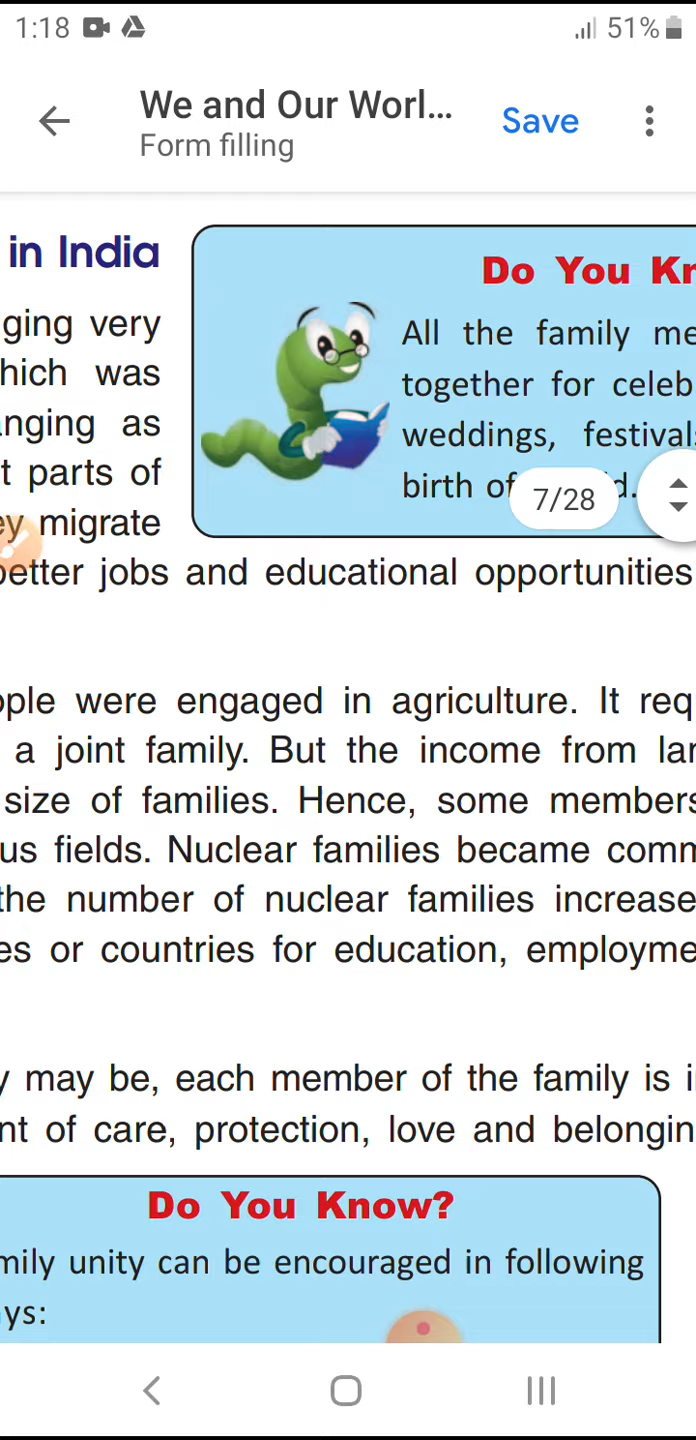 1:18
51%
We and Our Worl...
Form filling
Save
in India
ging very
hich was
anging as
t parts of
ey migrate
Do You Kn
All the family me
together for celeb
weddings, festivals
birth of d.
7/28
better jobs and educational opportunities
ople were engaged in agriculture. It req
a joint family. But the income from lan
size of families. Hence, some members
us fields. Nuclear families became comm
the number of nuclear families increase
es or countries for education, employme
y may be, each member of the family is i
nt of care, protection, love and belongin
Do You Know?
mily unity can be encouraged in following
ys: